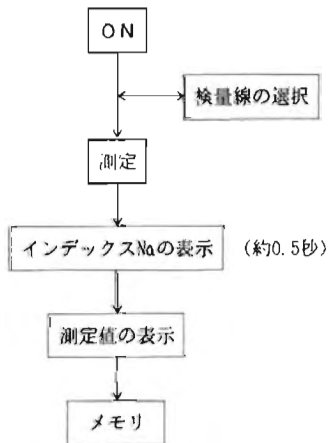 ON
検量線の選択
測定
インデックスNaの表示 (約0.5秒)
測定値の表示
メモリ